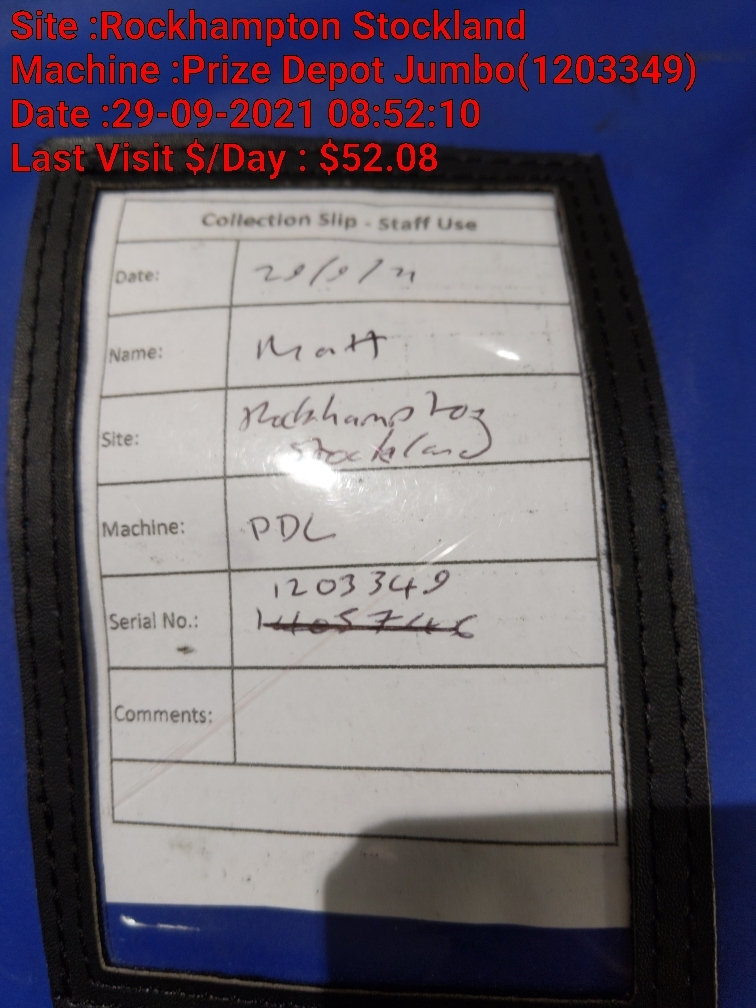 Site :Rockhampton Stockland
Machine :Prize Depot Jumbo(1203349)
Date :29-09-2021 08:52:10
Last Visit $/Day : $52.08
Collection Slip - Staff Use
Date: 29/9/21
Name: Matt
Site: Rockhampton
Stockland
Machine: PDL
1203349
Serial No.:
Comments: